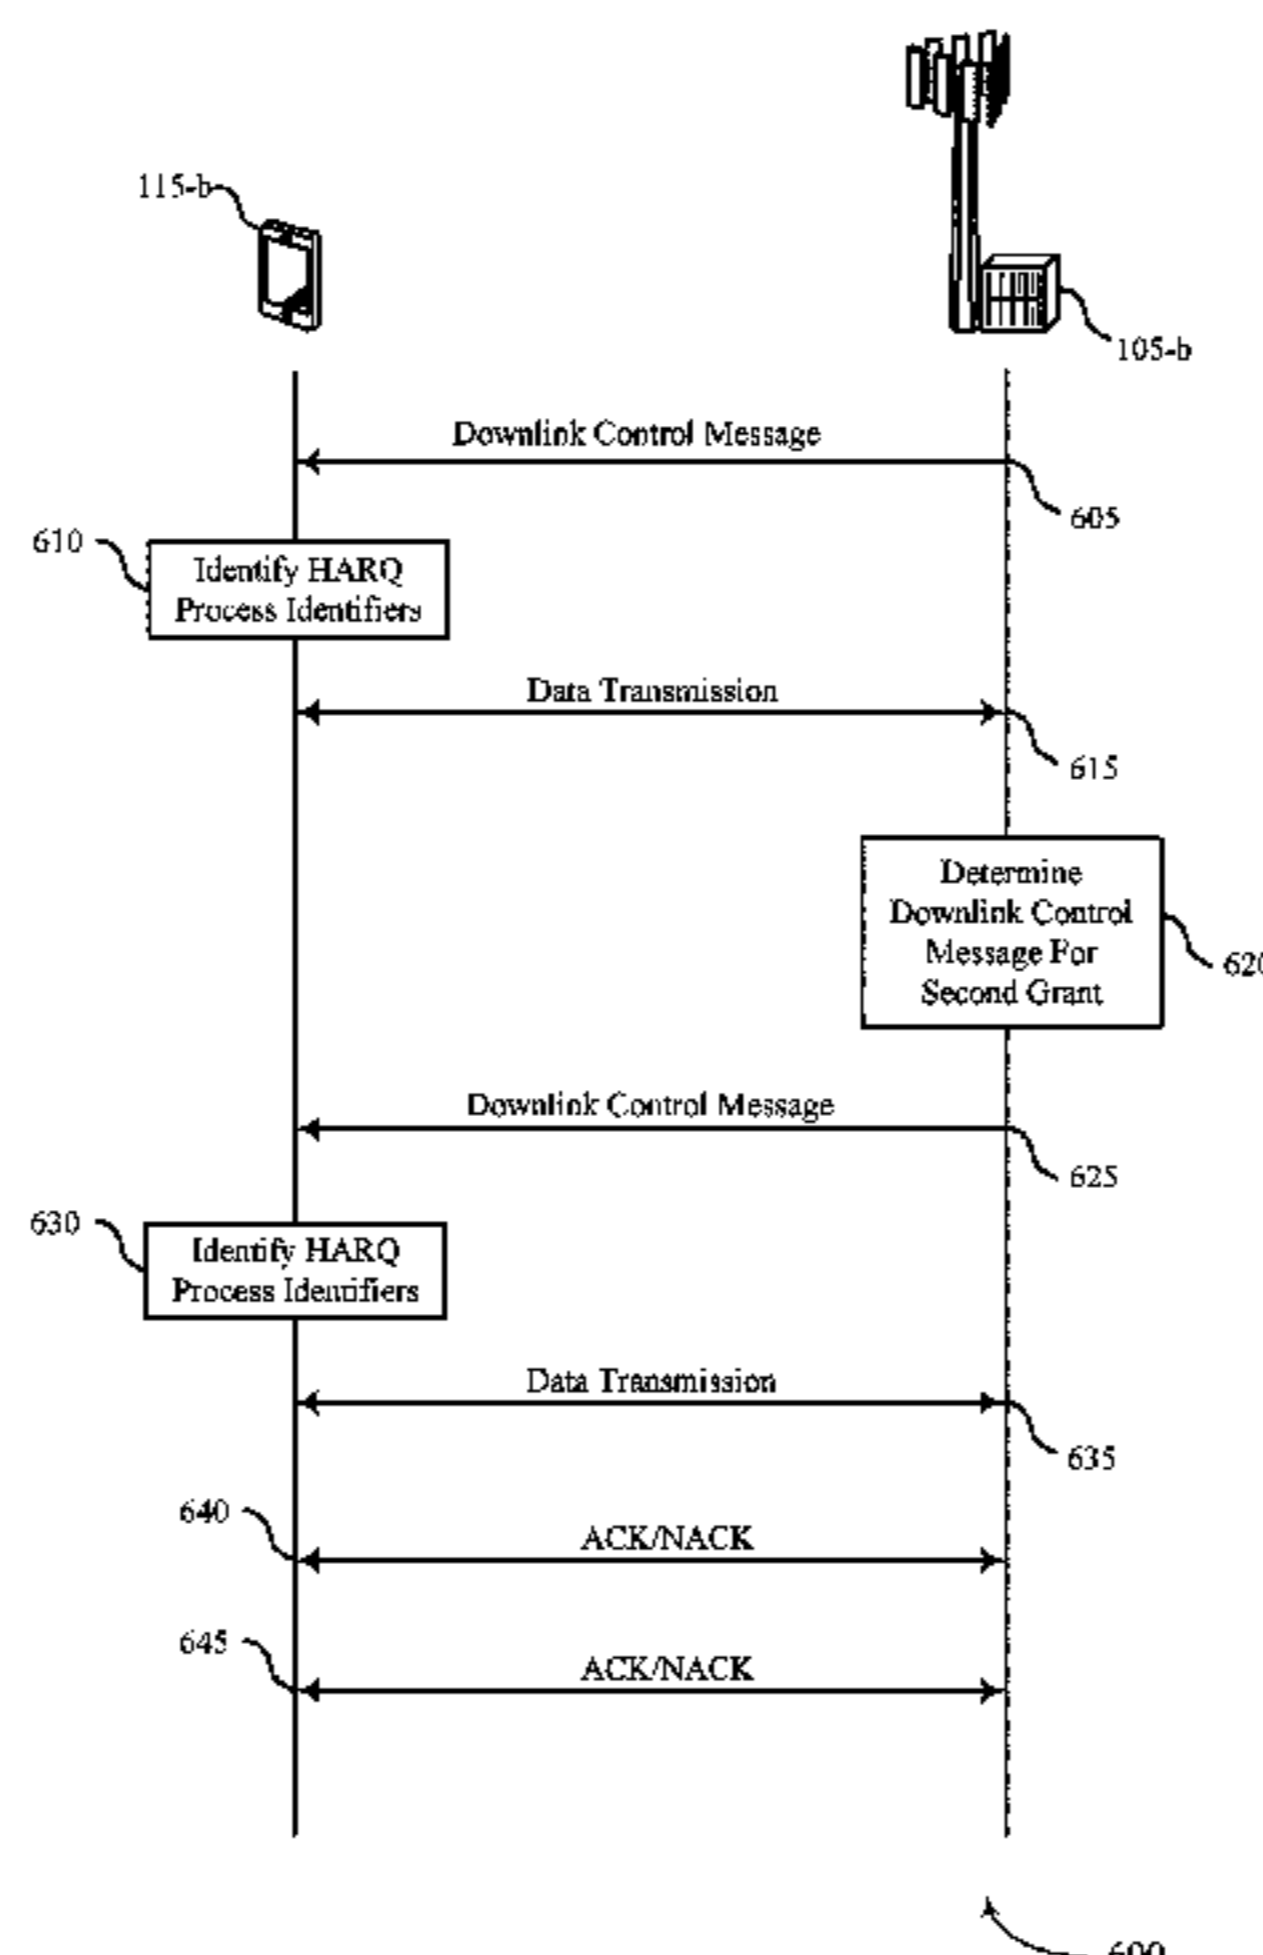 115-b
105-b
Downlink Control Message
605
610
Identify HARQ
Process Identifiers
Data Transmission
615
Determine
Downlink Control
Message For
Second Grant
620
Downlink Control Message
625
630
Identify HARQ
Process Identifiers
Data Transmission
635
640
ACK/NACK
645
ACK/NACK
600